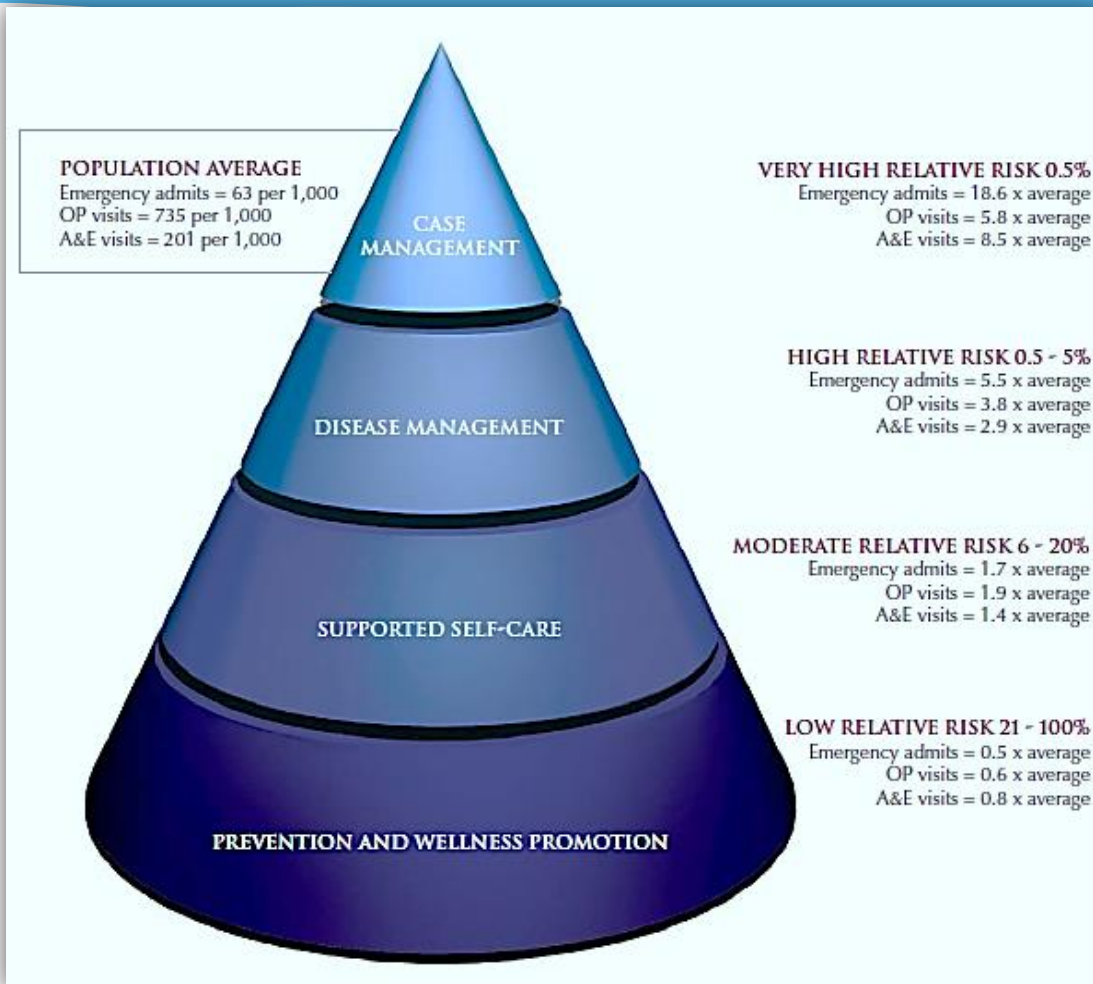 POPULATION AVERAGE
Emergency admits = 63 per 1,000
OP visits = 735 per 1,000
A&E visits = 201 per 1,000
CASE
MANAGEMENT
VERY HIGH RELATIVE RISK 0.5%
Emergency admits = 18.6 x average
OP visits = 5.8 x average
A&E visits = 8.5 x average
DISEASE MANAGEMENT
HIGH RELATIVE RISK 0.5 - 5%
Emergency admits = 5.5 x average
OP visits = 3.8 x average
A&E visits = 2.9 x average
SUPPORTED SELF-CARE
MODERATE RELATIVE RISK 6 - 20%
Emergency admits = 1.7 x average
OP visits = 1.9 x average
A&E visits = 1.4 x average
PREVENTION AND WELLNESS PROMOTION
LOW RELATIVE RISK 21 - 100%
Emergency admits = 0.5 x average
OP visits = 0.6 x average
A&E visits = 0.8 x average